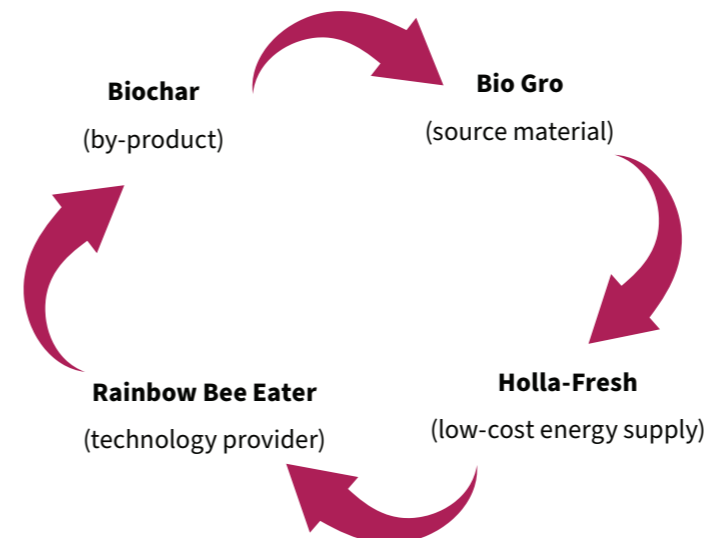 Biochar
(by-product)
Bio Gro
(source material)
Holla-Fresh
(low-cost energy supply)
Rainbow Bee Eater
(technology provider)